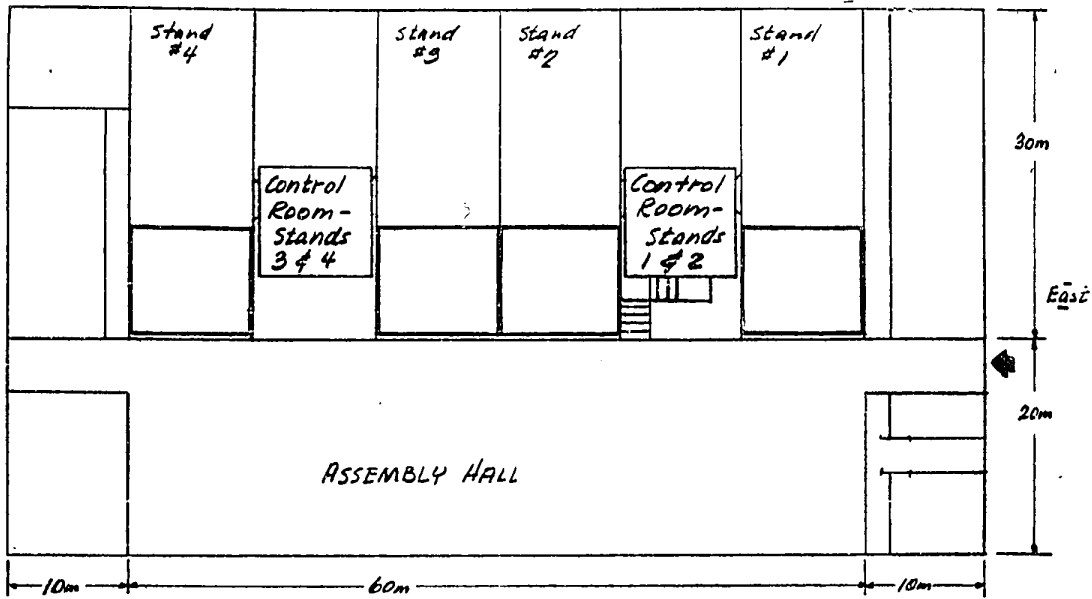 Stand
#4
Stand
#3
Stand
#2
Stand
#1
30m
Control
Room-
Stands
3 & 4
Control
Room-
Stands
1 & 2
East
20m
ASSEMBLY HALL
10m
60m
10m